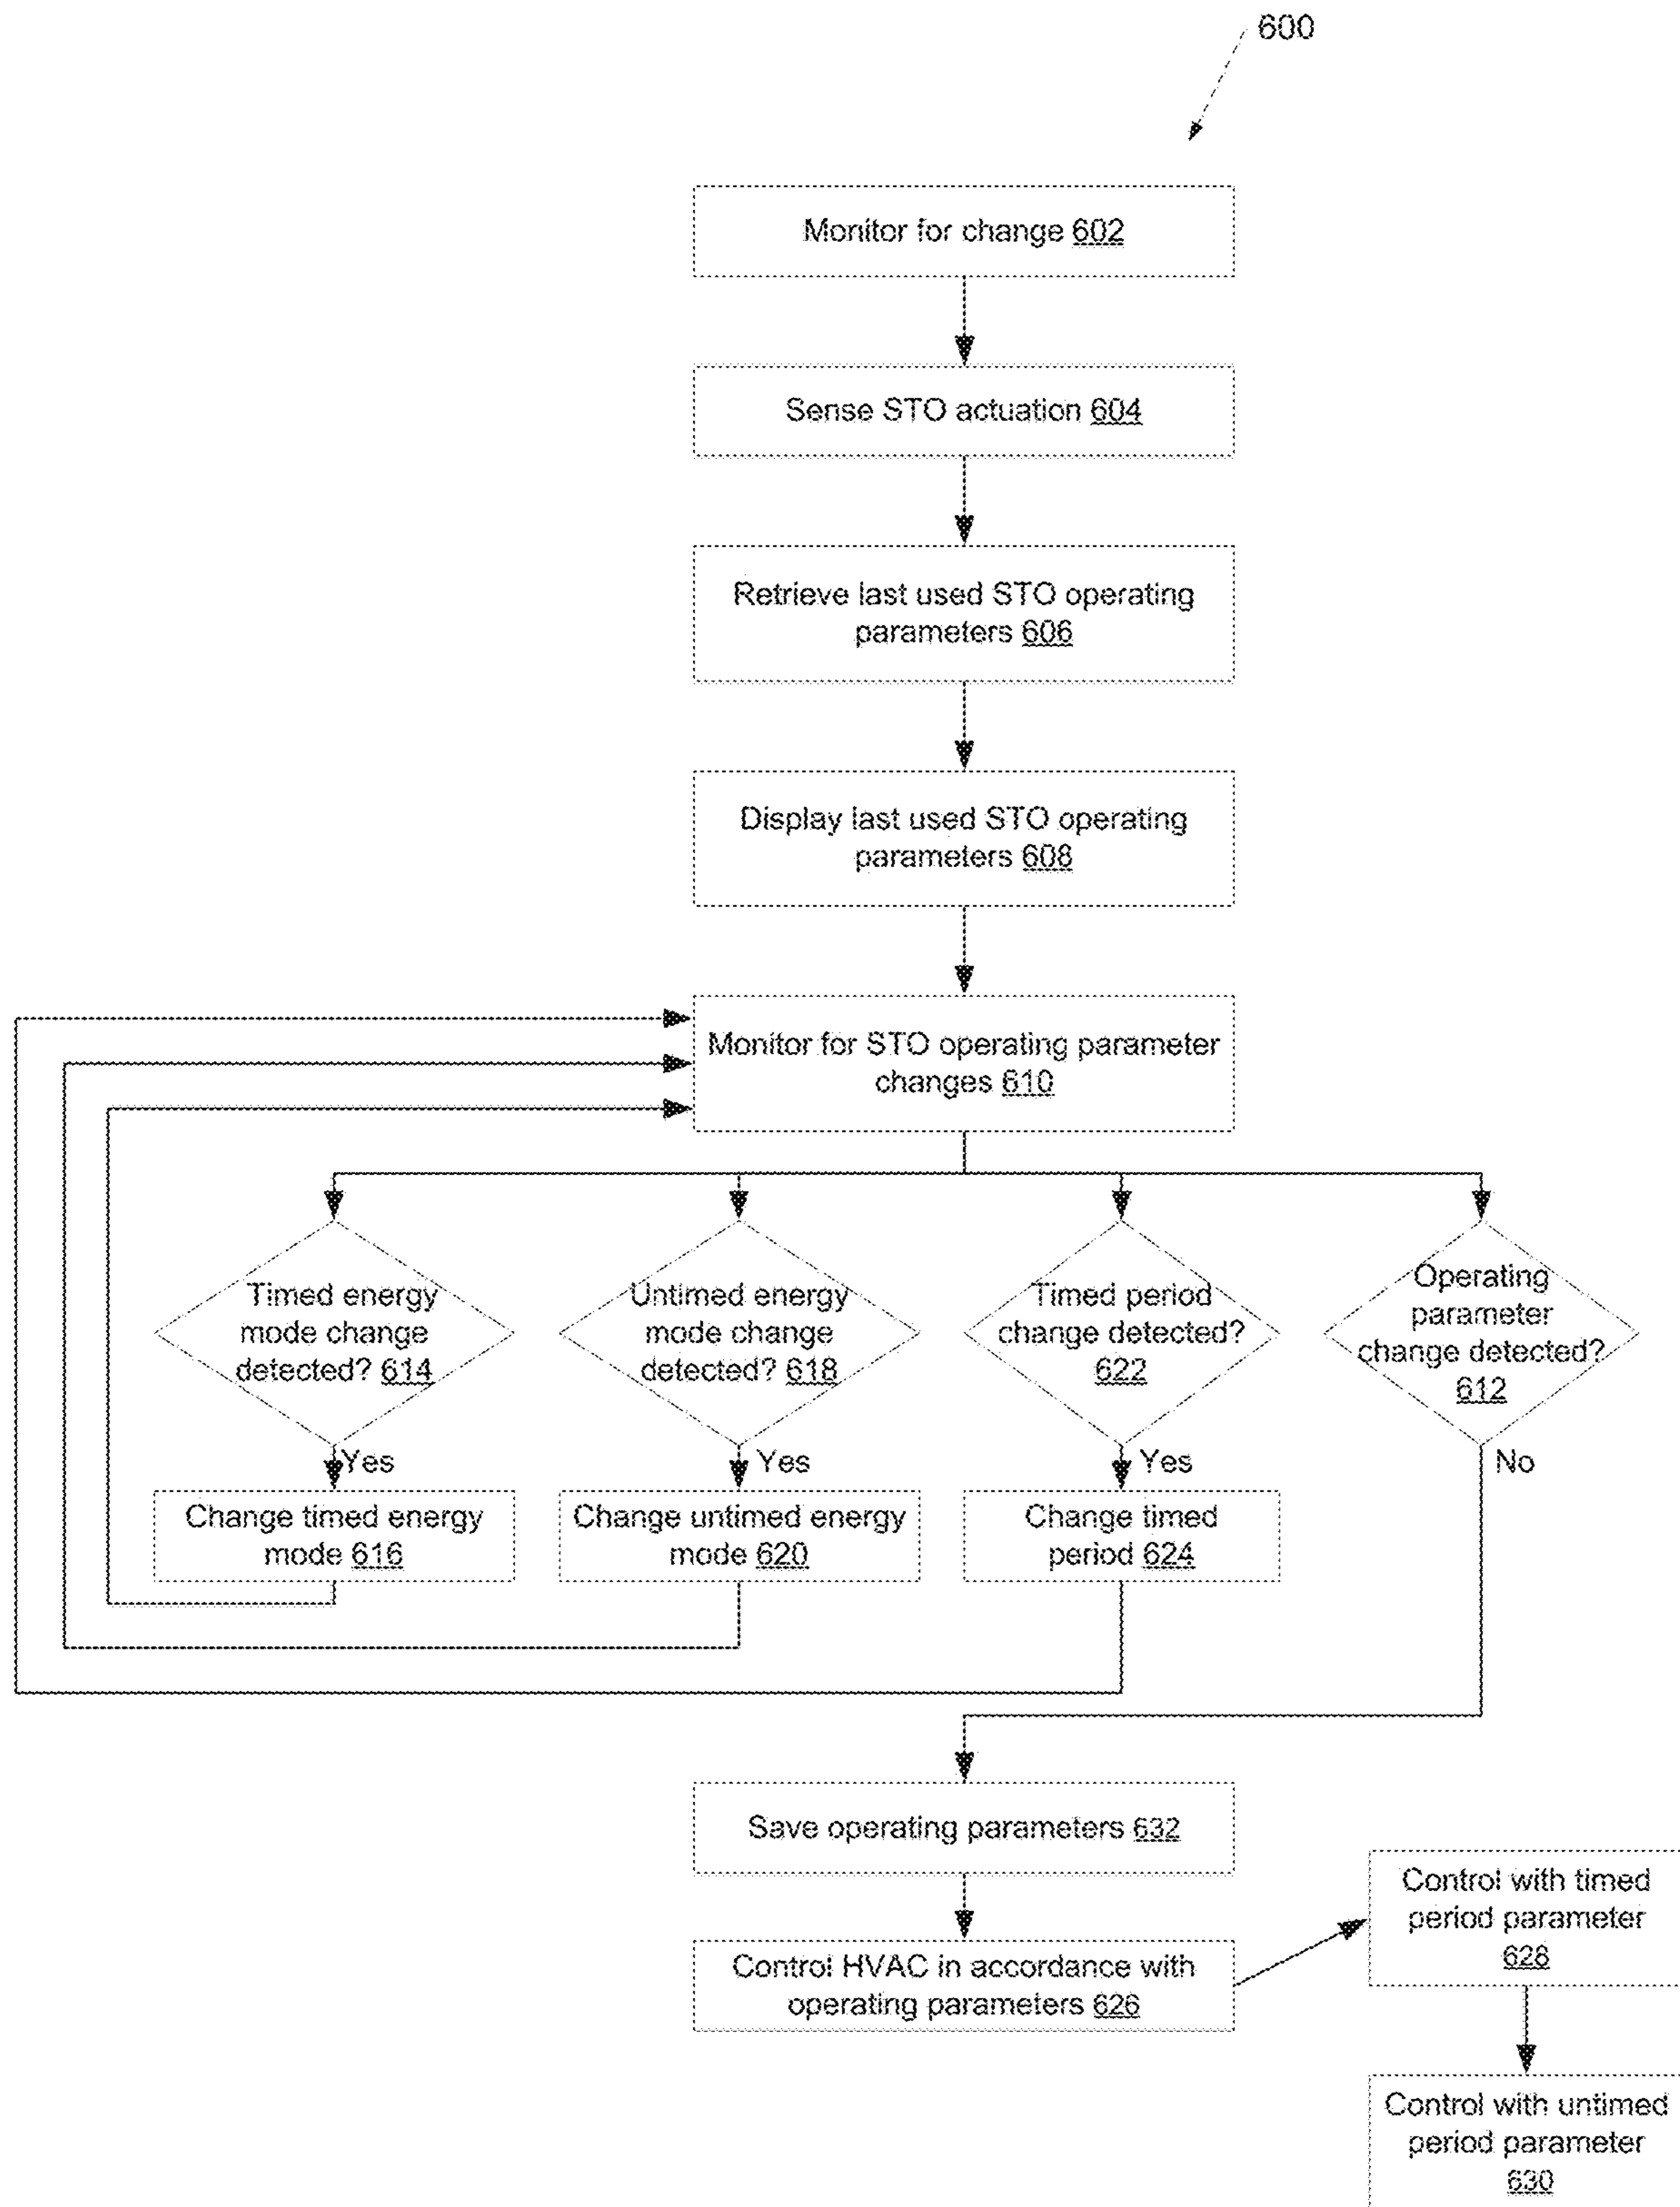 600
Monitor for change 602
Sense STO actuation 604
Retrieve last used STO operating
parameters 606
Display last used STO operating
parameters 608
Monitor for STO operating parameter
changes 610
Timed energy
mode change
detected? 614
Untimed energy
mode change
detected? 618
Timed period
change detected?
622
Operating
parameter
change detected?
612
Yes
Yes
Yes
No
Change timed energy
mode 616
Change untimed energy
mode 620
Change timed
period 624
Save operating parameters 632
Control HVAC in accordance with
operating parameters 626
Control with timed
period parameter
628
Control with untimed
period parameter
630